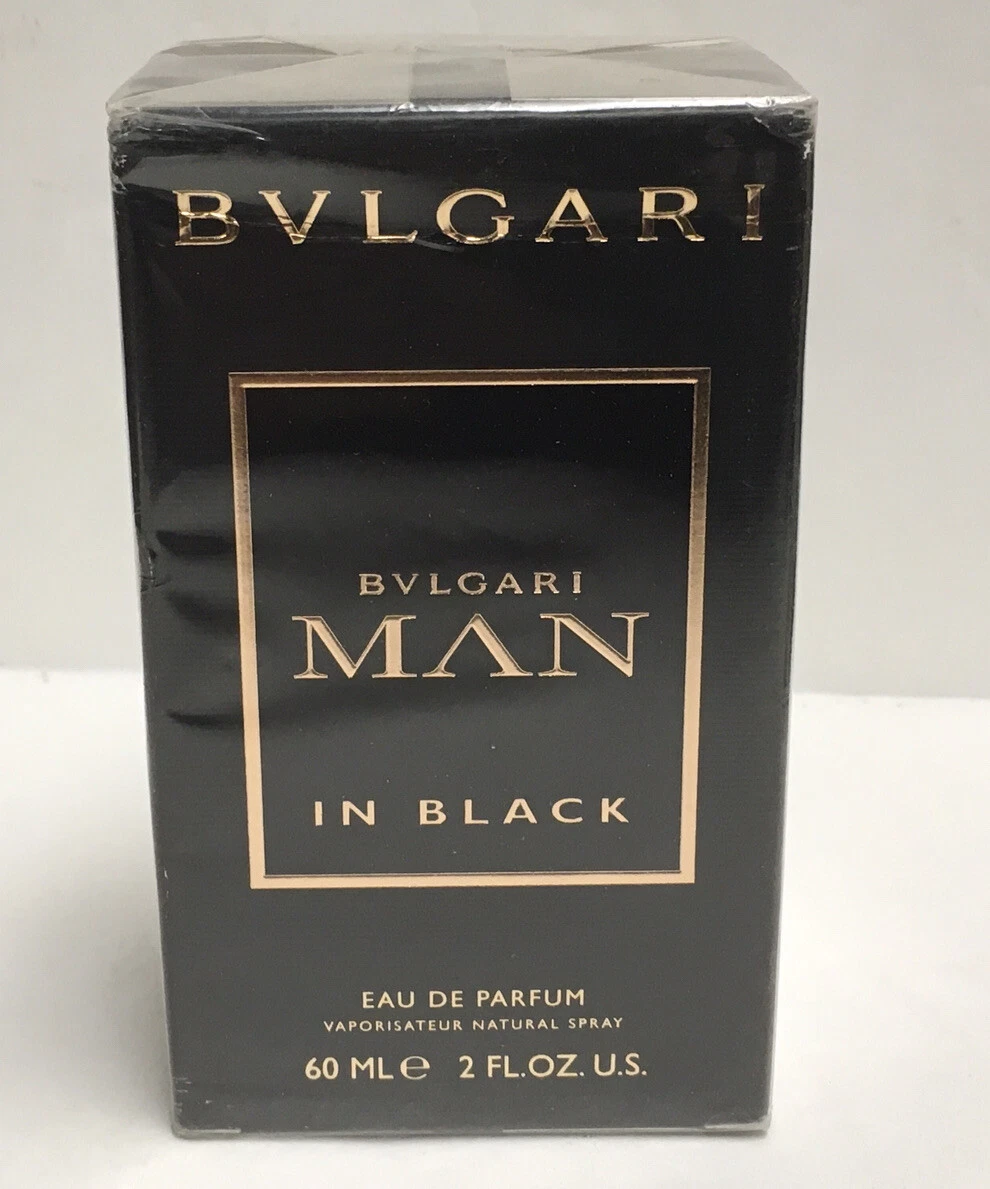 BVLGARI
BVLGARI
MAN
IN BLACK
EAU DE PARFUM
VAPORISATEUR NATURAL SPRAY
60 ML ℮ 2 FL.OZ. U.S.